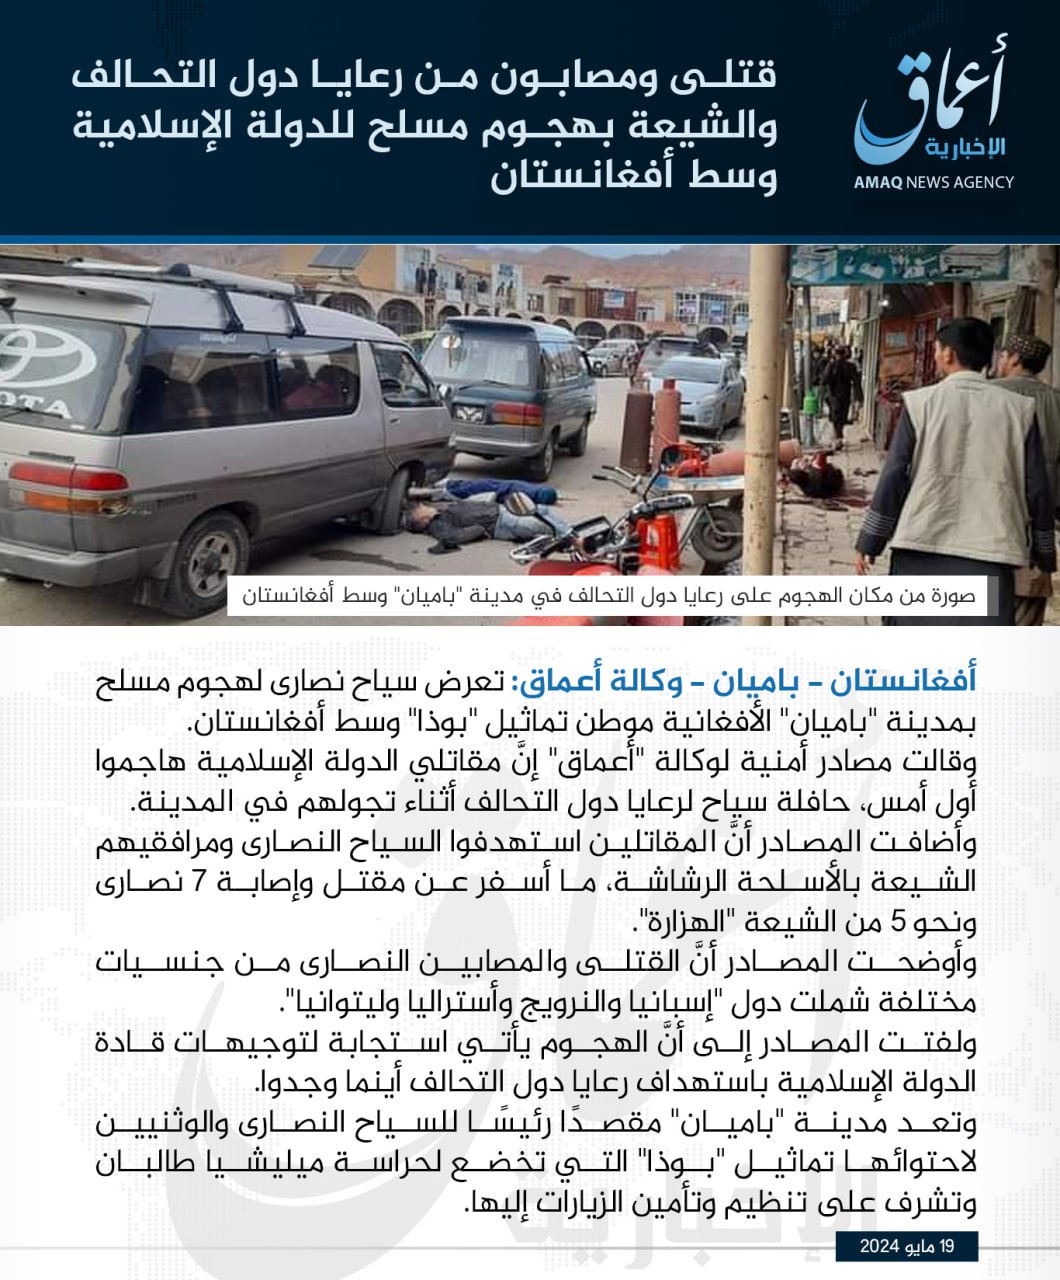 قتلى ومصابون من رعايا دول التحالف
والشيعة بهجوم مسلح للدولة الإسلامية
وسط أفغانستان
أعماق
الإخبارية
AMAQ NEWS AGENCY
TOYOTA
صورة من مكان الهجوم على رعايا دول التحالف في مدينة "باميان" وسط أفغانستان
أفغانستان - باميان - وكالة أعماق: تعرض سياح نصارى لهجوم مسلح
بمدينة "باميان" الأفغانية موطن تماثيل "بوذا" وسط أفغانستان.
وقالت مصادر أمنية لوكالة "أعماق" إنَّ مقاتلي الدولة الإسلامية هاجموا
أول أمس، حافلة سياح لرعايا دول التحالف أثناء تجولهم في المدينة.
وأضافت المصادر أنَّ المقاتلين استهدفوا السياح النصارى ومرافقيهم
الشيعة بالأسلحة الرشاشة، ما أسفر عن مقتل وإصابة 7 نصارى
ونحو 5 من الشيعة "الهزارة".
وأوضحت المصادر أنَّ القتلى والمصابين النصارى من جنسيات
مختلفة شملت دول "إسبانيا والنرويج وأستراليا وليتوانيا".
ولفتت المصادر إلى أنَّ الهجوم يأتي استجابة لتوجيهات قادة
الدولة الإسلامية باستهداف رعايا دول التحالف أينما وجدوا.
وتعد مدينة "باميان" مقصدًا رئيسًا للسياح النصارى والوثنيين
لاحتوائها تماثيل "بوذا" التي تخضع لحراسة ميليشيا طالبان
وتشرف على تنظيم وتأمين الزيارات إليها.
19 مايو 2024